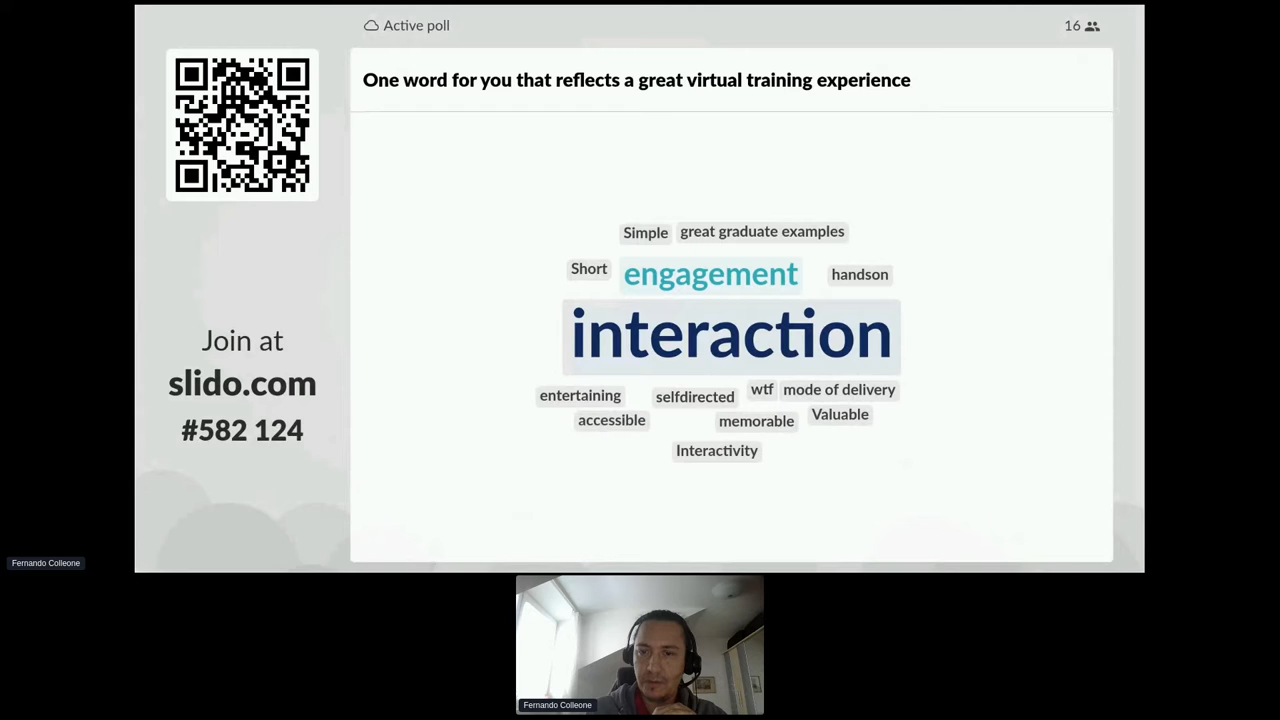 Active poll
16
One word for you that reflects a great virtual training experience
Join at
slido.com
#582 124
Simple
great graduate examples
Short
engagement
handson
interaction
entertaining
selfdirected
wtf
mode of delivery
accessible
memorable
Valuable
Interactivity
Fernando Colleone
Fernando Colleone